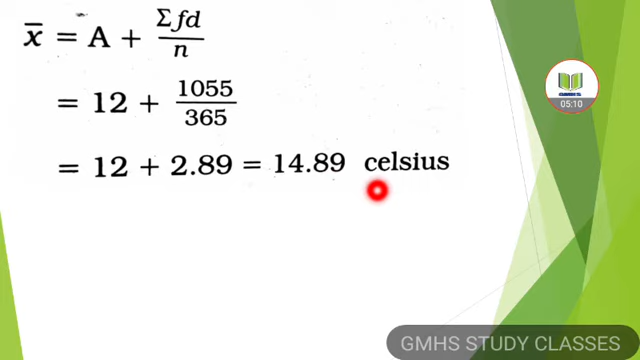 x̄ = A + Σfd/n
= 12 + 1055/365
= 12 + 2.89 = 14.89 celsius
05:10
GMHS STUDY CLASSES